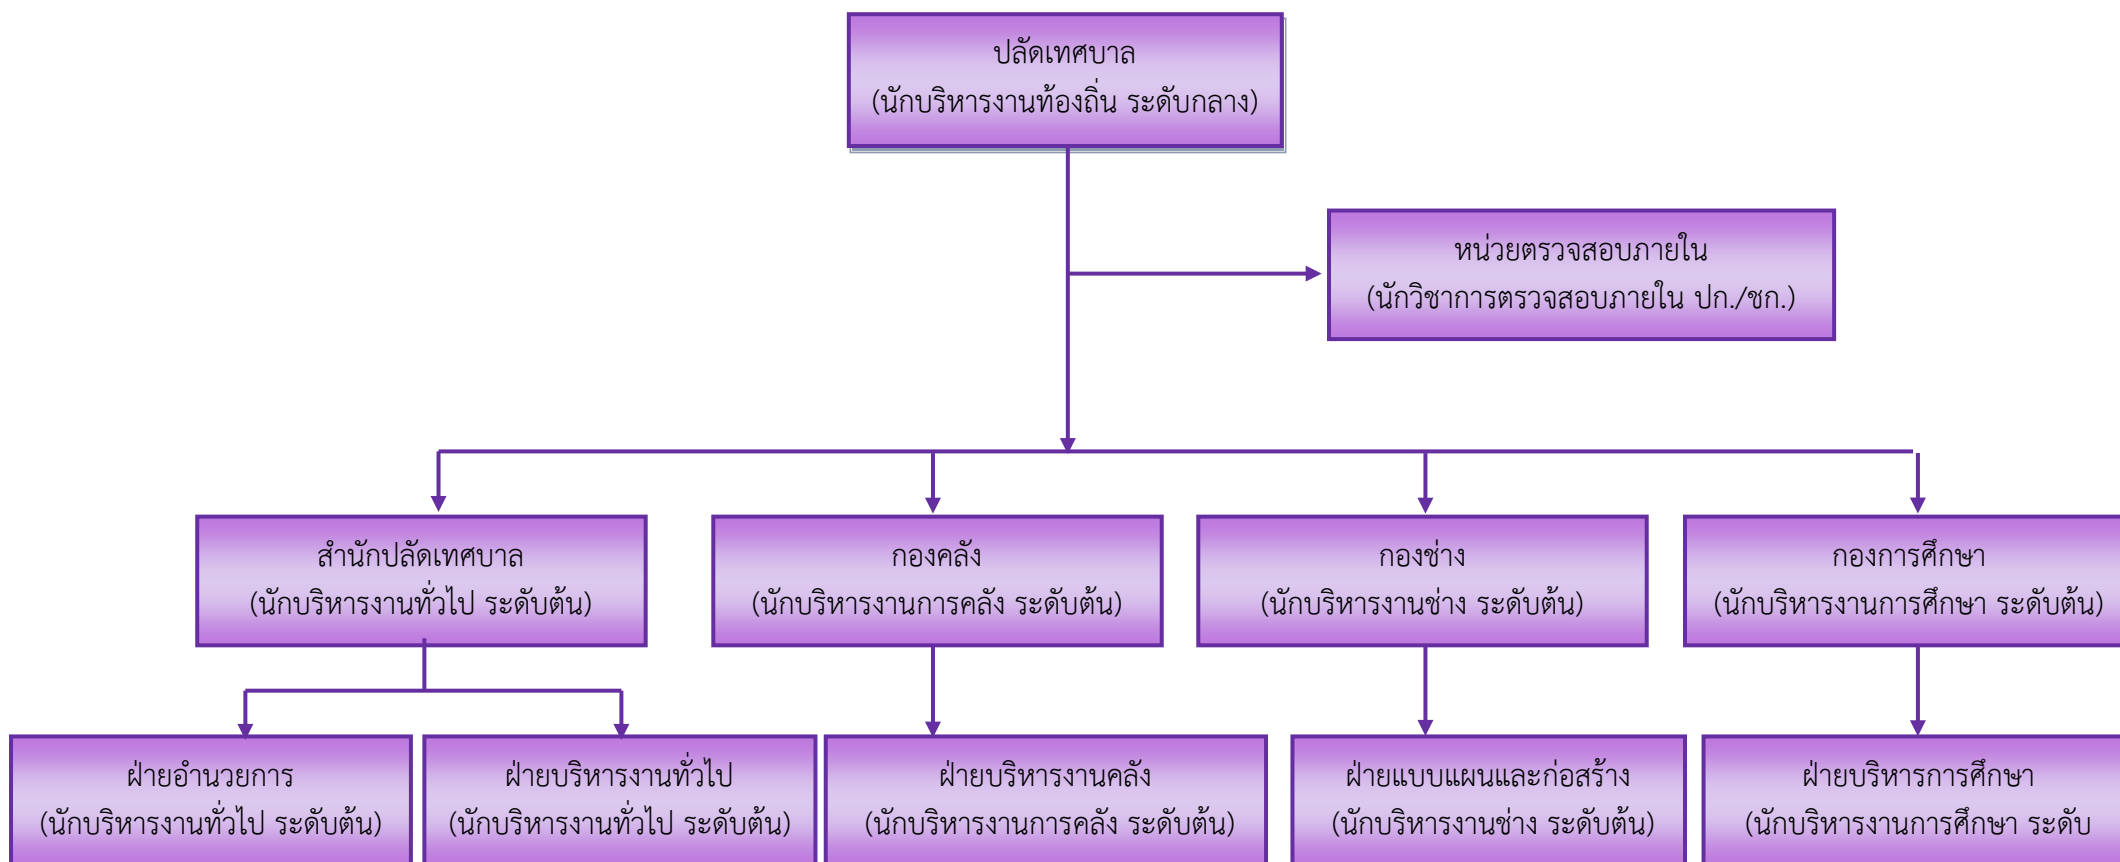 ปลัดเทศบาล
(นักบริหารงานท้องถิ่น ระดับกลาง)
หน่วยตรวจสอบภายใน
(นักวิชาการตรวจสอบภายใน ปก./ชก.)
สำนักปลัดเทศบาล
(นักบริหารงานทั่วไป ระดับต้น)
กองคลัง
(นักบริหารงานการคลัง ระดับต้น)
กองช่าง
(นักบริหารงานช่าง ระดับต้น)
กองการศึกษา
(นักบริหารงานการศึกษา ระดับต้น)
ฝ่ายอำนวยการ
(นักบริหารงานทั่วไป ระดับต้น)
ฝ่ายบริหารงานทั่วไป
(นักบริหารงานทั่วไป ระดับต้น)
ฝ่ายบริหารงานคลัง
(นักบริหารงานการคลัง ระดับต้น)
ฝ่ายแบบแผนและก่อสร้าง
(นักบริหารงานช่าง ระดับต้น)
ฝ่ายบริหารการศึกษา
(นักบริหารงานการศึกษา ระดับ